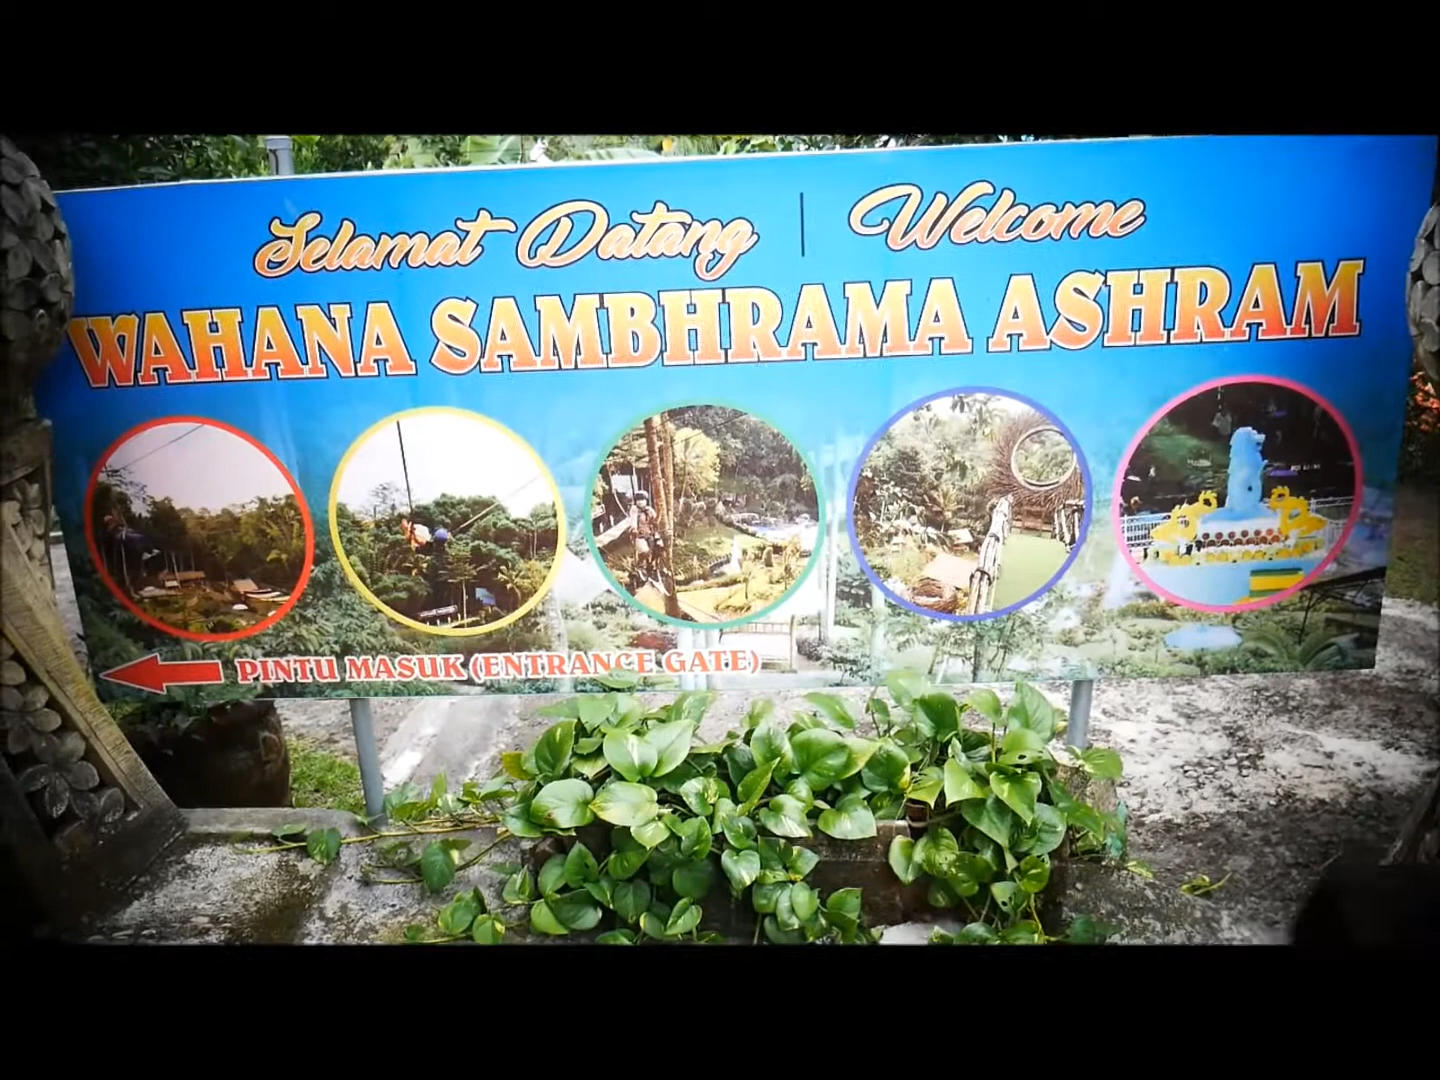 Selamat Datang | Welcome
WAHANA SAMBHRAMA ASHRAM
PINTU MASUK (ENTRANCE GATE)